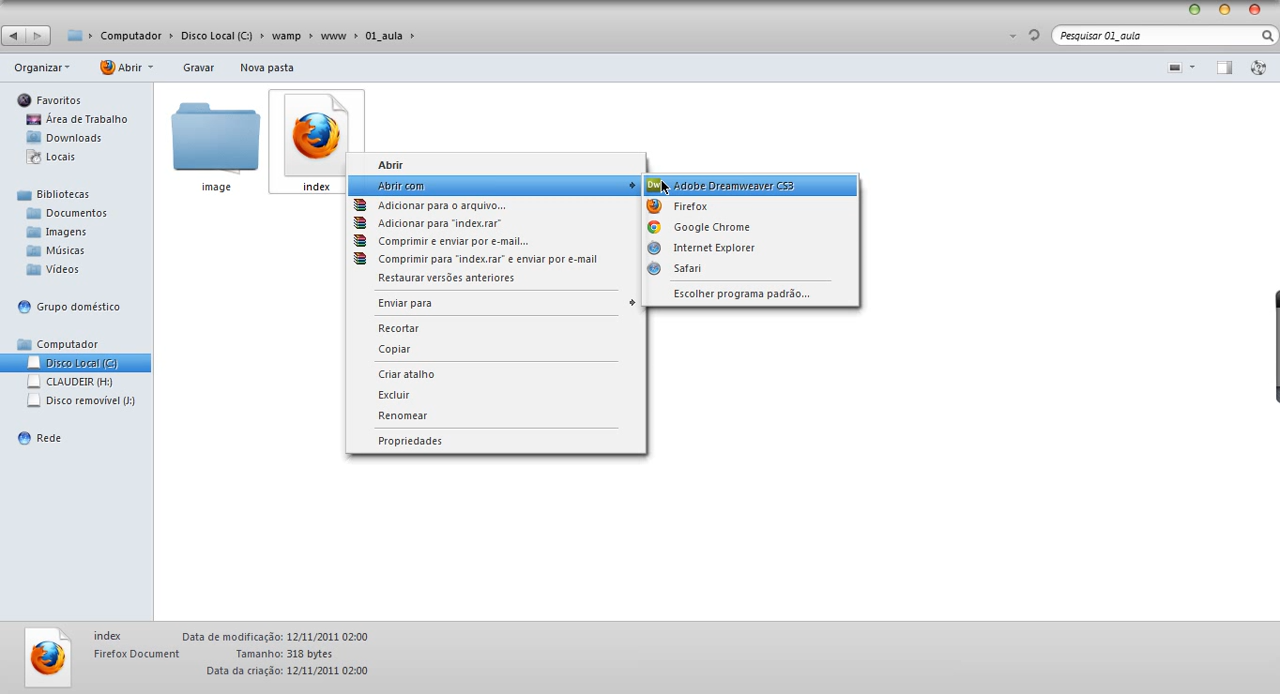 Computador Disco Local (C:) wamp www 01_aula
Pesquisar 01_aula
Organizar Abrir Gravar Nova pasta
Favoritos
Área de Trabalho
Downloads
Locais
Bibliotecas
Documentos
Imagens
Músicas
Vídeos
Grupo doméstico
Computador
Disco Local (C:)
CLAUDEIR (H:)
Disco removível (J:)
Rede
image
index
Abrir
Abrir com
Adicionar para o arquivo...
Adicionar para "index.rar"
Comprimir e enviar por e-mail...
Comprimir para "index.rar" e enviar por e-mail
Restaurar versões anteriores
Enviar para
Recortar
Copiar
Criar atalho
Excluir
Renomear
Propriedades
Dw Adobe Dreamweaver CS3
Firefox
Google Chrome
Internet Explorer
Safari
Escolher programa padrão...
index
Firefox Document
Data de modificação: 12/11/2011 02:00
Tamanho: 318 bytes
Data da criação: 12/11/2011 02:00